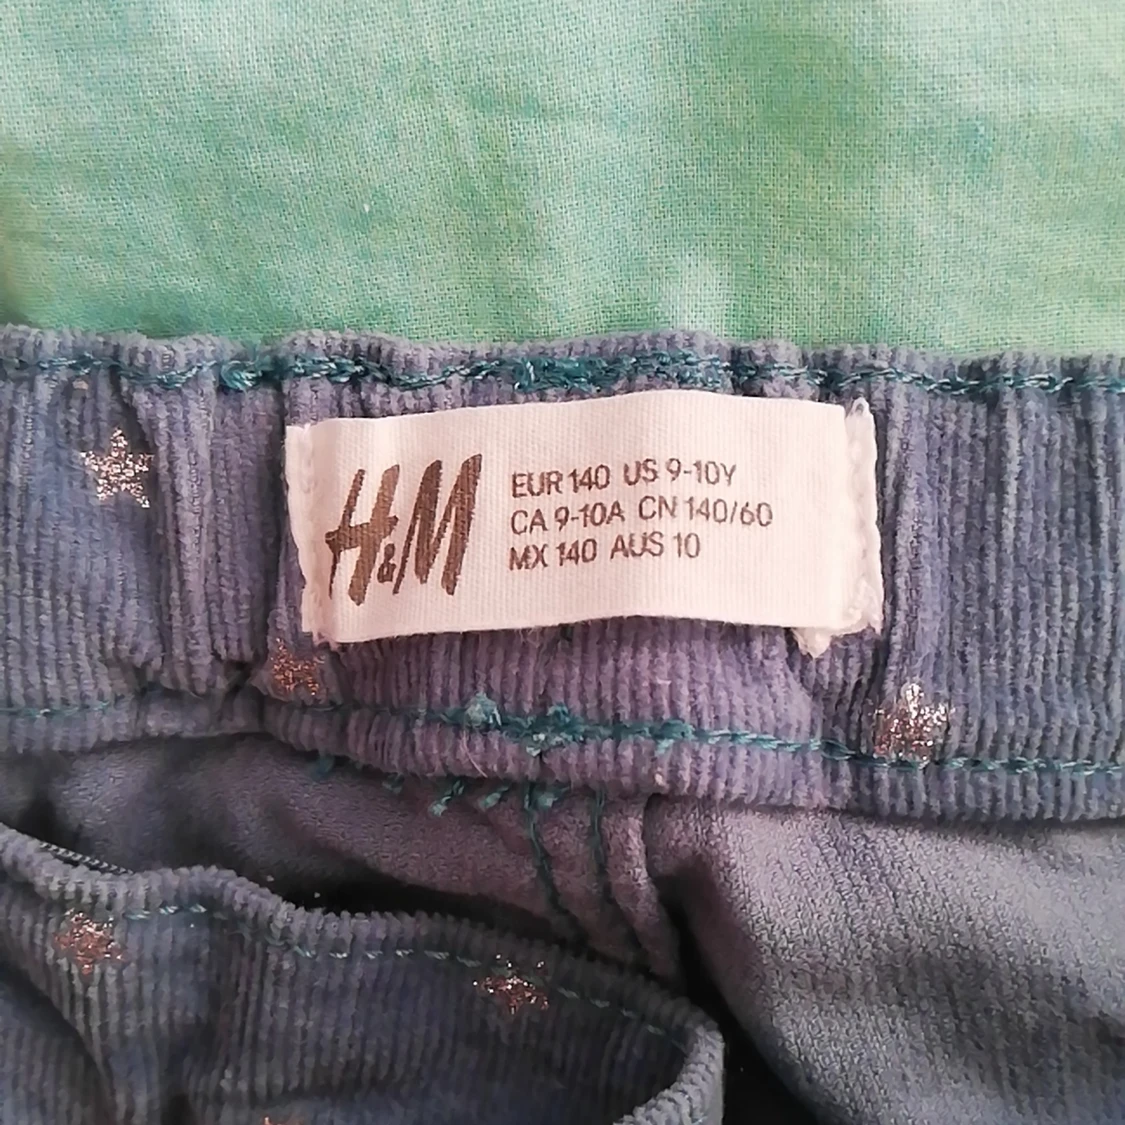 H&M
EUR 140 US 9-10Y
CA 9-10A CN 140/60
MX 140 AUS 10